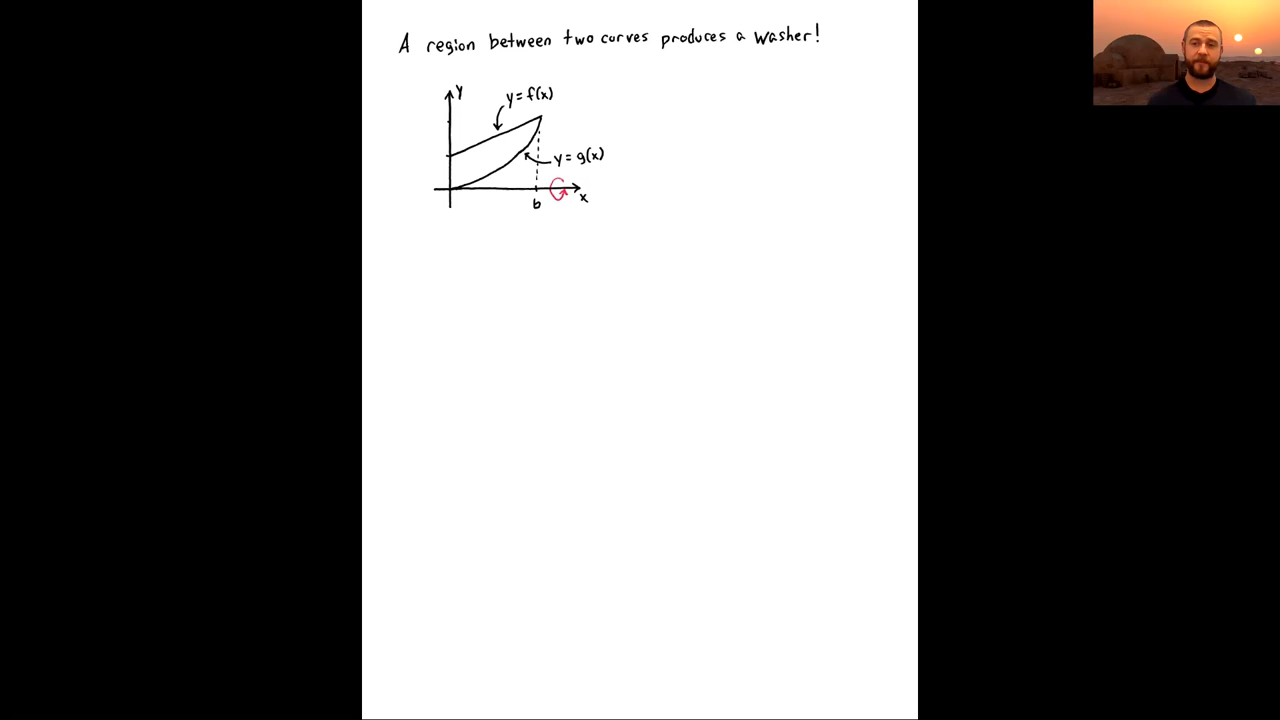 A region between two curves produces a washer!
y
y = f(x)
y = g(x)
b
x